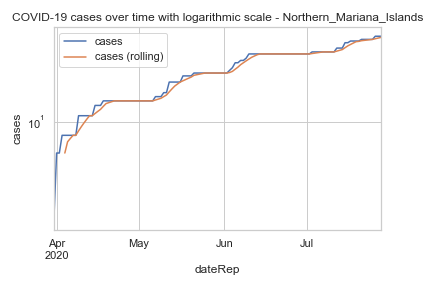 COVID-19 cases over time with logarithmic scale - Northern_Mariana_Islands
cases
cases (rolling)
10¹
cases
Apr
2020
May
Jun
Jul
dateRep